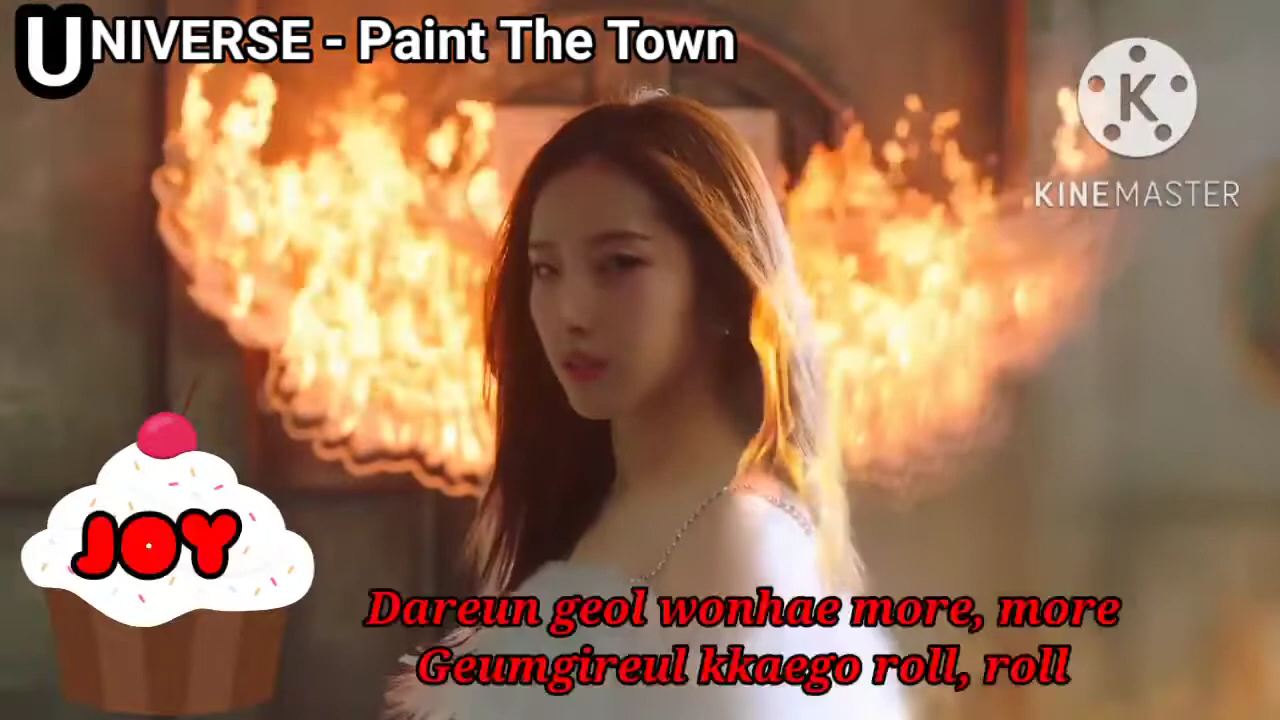 UNIVERSE - Paint The Town
K
KINEMASTER
JOY
Dareun geol wonhae more, more
Geumgireul kkaego roll, roll